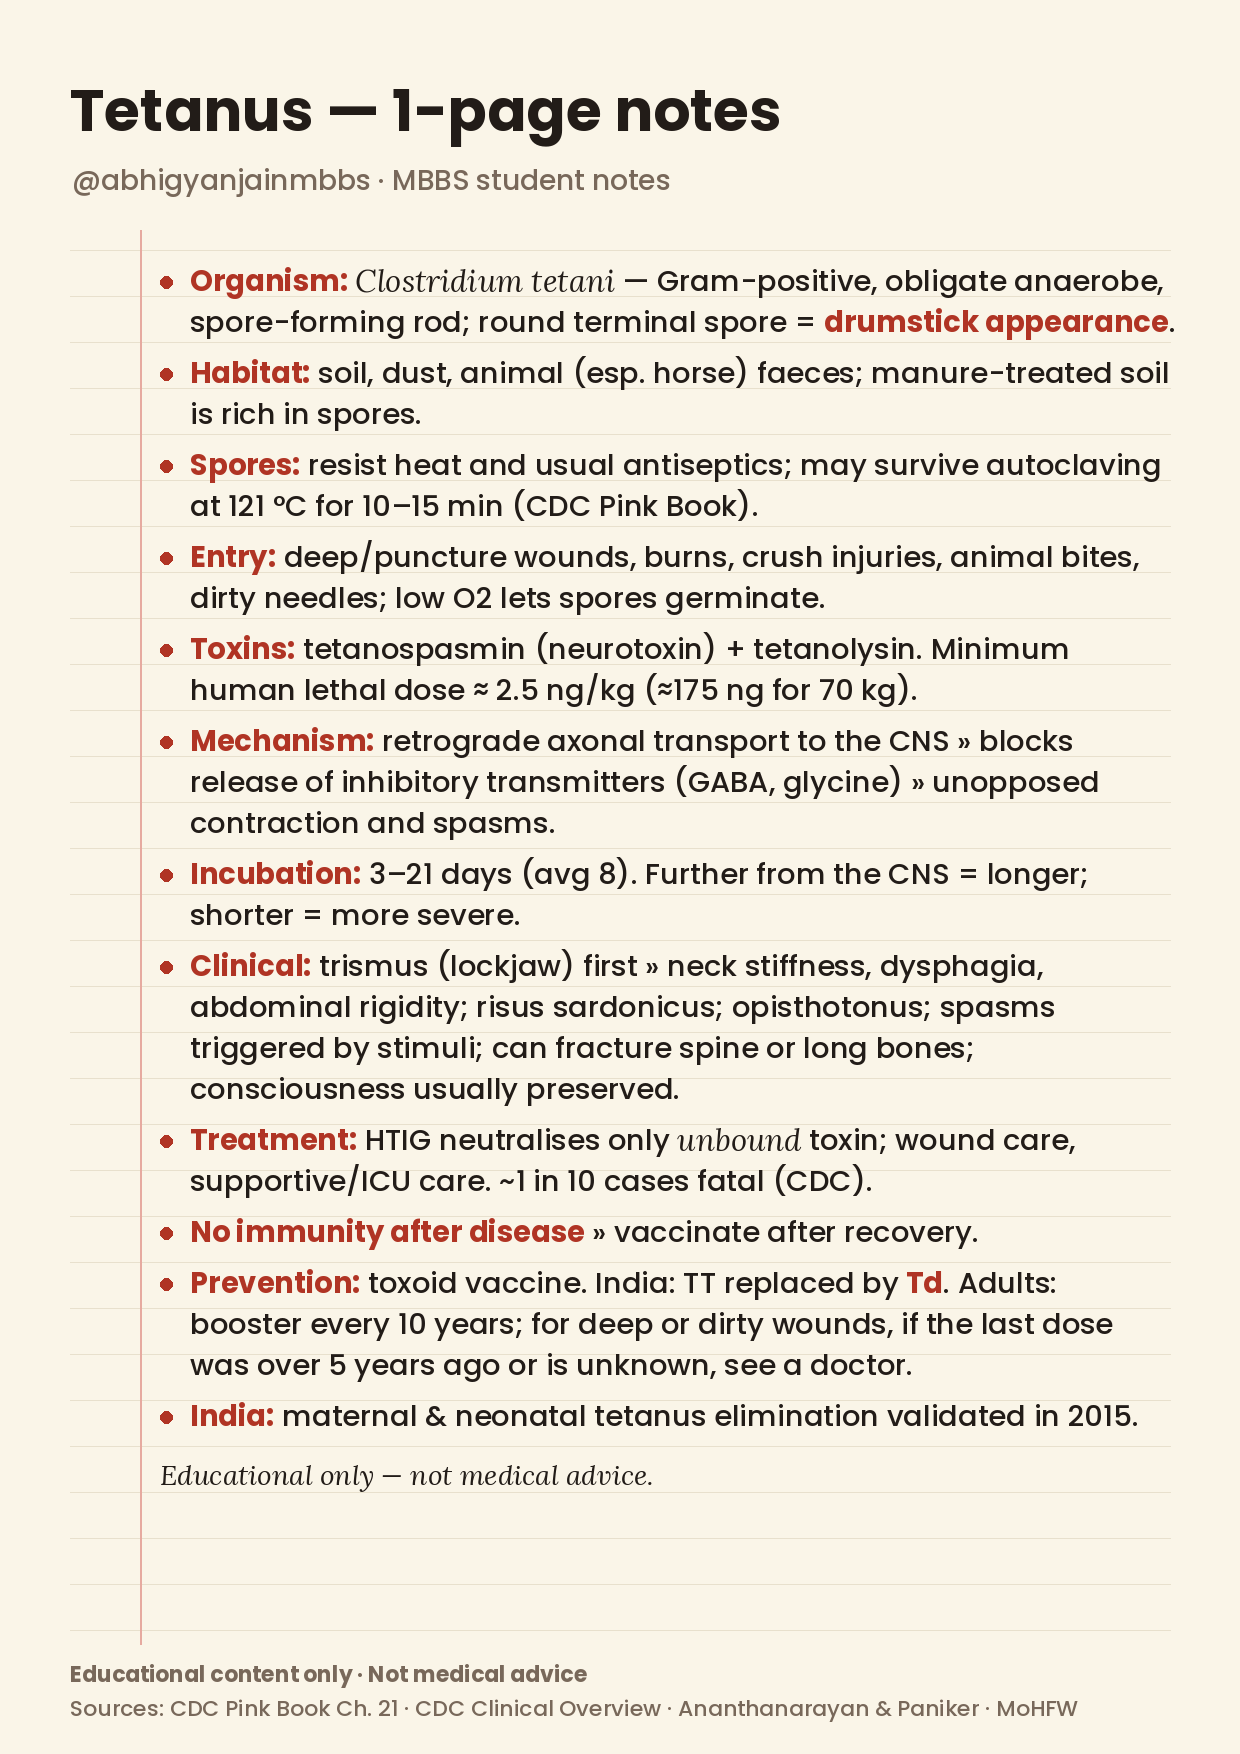 Tetanus — 1-page notes
@abhigyanjainmbbs · MBBS student notes
• Organism: Clostridium tetani — Gram-positive, obligate anaerobe,
spore-forming rod; round terminal spore = drumstick appearance.
• Habitat: soil, dust, animal (esp. horse) faeces; manure-treated soil
is rich in spores.
• Spores: resist heat and usual antiseptics; may survive autoclaving
at 121 °C for 10–15 min (CDC Pink Book).
• Entry: deep/puncture wounds, burns, crush injuries, animal bites,
dirty needles; low O2 lets spores germinate.
• Toxins: tetanospasmin (neurotoxin) + tetanolysin. Minimum
human lethal dose ≈ 2.5 ng/kg (≈175 ng for 70 kg).
• Mechanism: retrograde axonal transport to the CNS » blocks
release of inhibitory transmitters (GABA, glycine) » unopposed
contraction and spasms.
• Incubation: 3–21 days (avg 8). Further from the CNS = longer;
shorter = more severe.
• Clinical: trismus (lockjaw) first » neck stiffness, dysphagia,
abdominal rigidity; risus sardonicus; opisthotonus; spasms
triggered by stimuli; can fracture spine or long bones;
consciousness usually preserved.
• Treatment: HTIG neutralises only unbound toxin; wound care,
supportive/ICU care. ~1 in 10 cases fatal (CDC).
• No immunity after disease » vaccinate after recovery.
• Prevention: toxoid vaccine. India: TT replaced by Td. Adults:
booster every 10 years; for deep or dirty wounds, if the last dose
was over 5 years ago or is unknown, see a doctor.
• India: maternal & neonatal tetanus elimination validated in 2015.
Educational only — not medical advice.
Educational content only · Not medical advice
Sources: CDC Pink Book Ch. 21 · CDC Clinical Overview · Ananthanarayan & Paniker · MoHFW